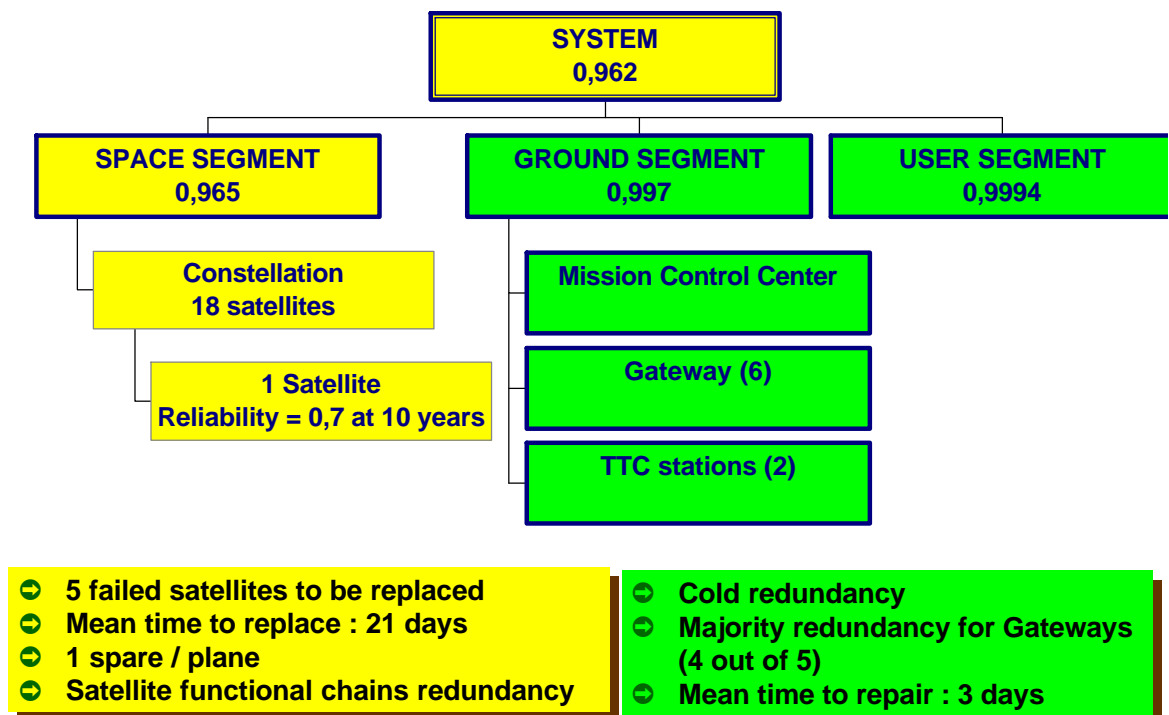 SYSTEM
0,962
SPACE SEGMENT
0,965
GROUND SEGMENT
0,997
USER SEGMENT
0,9994
Constellation
18 satellites
1 Satellite
Reliability = 0,7 at 10 years
Mission Control Center
Gateway (6)
TTC stations (2)
5 failed satellites to be replaced
Mean time to replace : 21 days
1 spare / plane
Satellite functional chains redundancy
Cold redundancy
Majority redundancy for Gateways
(4 out of 5)
Mean time to repair : 3 days